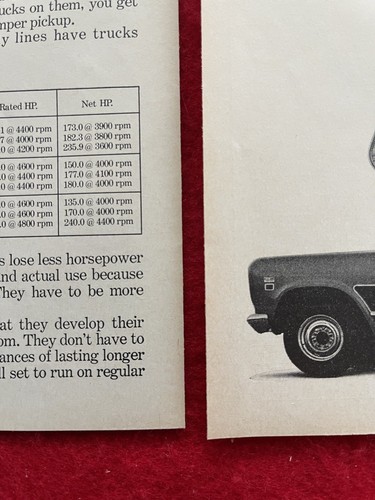 ucks on them, you get
mper pickup.
y lines have trucks
Rated HP. Net HP.
1 @ 4400 rpm 173.0 @ 3900 rpm
7 @ 4000 rpm 182.3 @ 3800 rpm
0 @ 4200 rpm 235.9 @ 3600 rpm
0 @ 4600 rpm 150.0 @ 4000 rpm
0 @ 4400 rpm 177.0 @ 4100 rpm
0 @ 4400 rpm 180.0 @ 4000 rpm
0 @ 4600 rpm 135.0 @ 4000 rpm
0 @ 4600 rpm 170.0 @ 4000 rpm
0 @ 4800 rpm 240.0 @ 4400 rpm
s lose less horsepower
nd actual use because
They have to be more
at they develop their
om. They don't have to
ances of lasting longer
ll set to run on regular